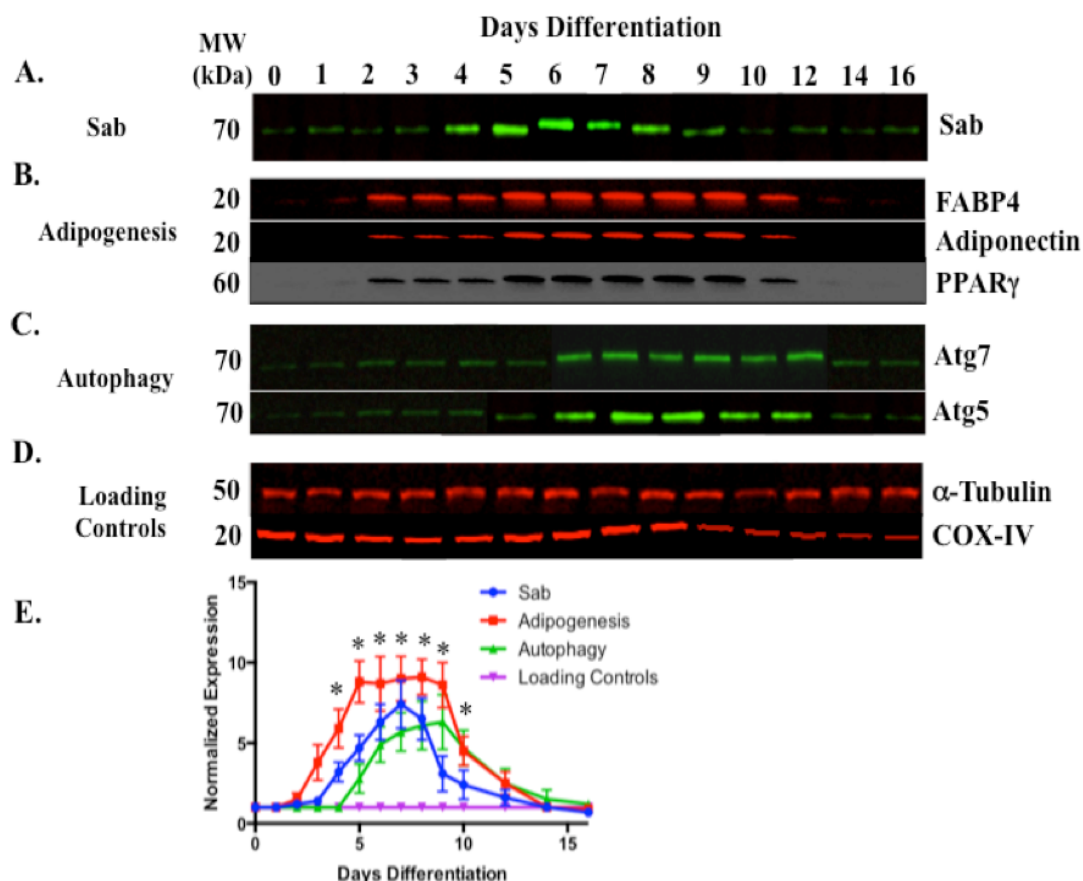 Days Differentiation
MW
(kDa)
0 1 2 3 4 5 6 7 8 9 10 12 14 16
A.
Sab 70 Sab
B.
Adipogenesis
20 FABP4
20 Adiponectin
60 PPARγ
C.
Autophagy
70 Atg7
70 Atg5
D.
Loading
Controls
50 α-Tubulin
20 COX-IV
E.
Normalized Expression
15
10
5
0
0 5 10 15
Days Differentiation
Sab
Adipogenesis
Autophagy
Loading Controls
* * * * * * *